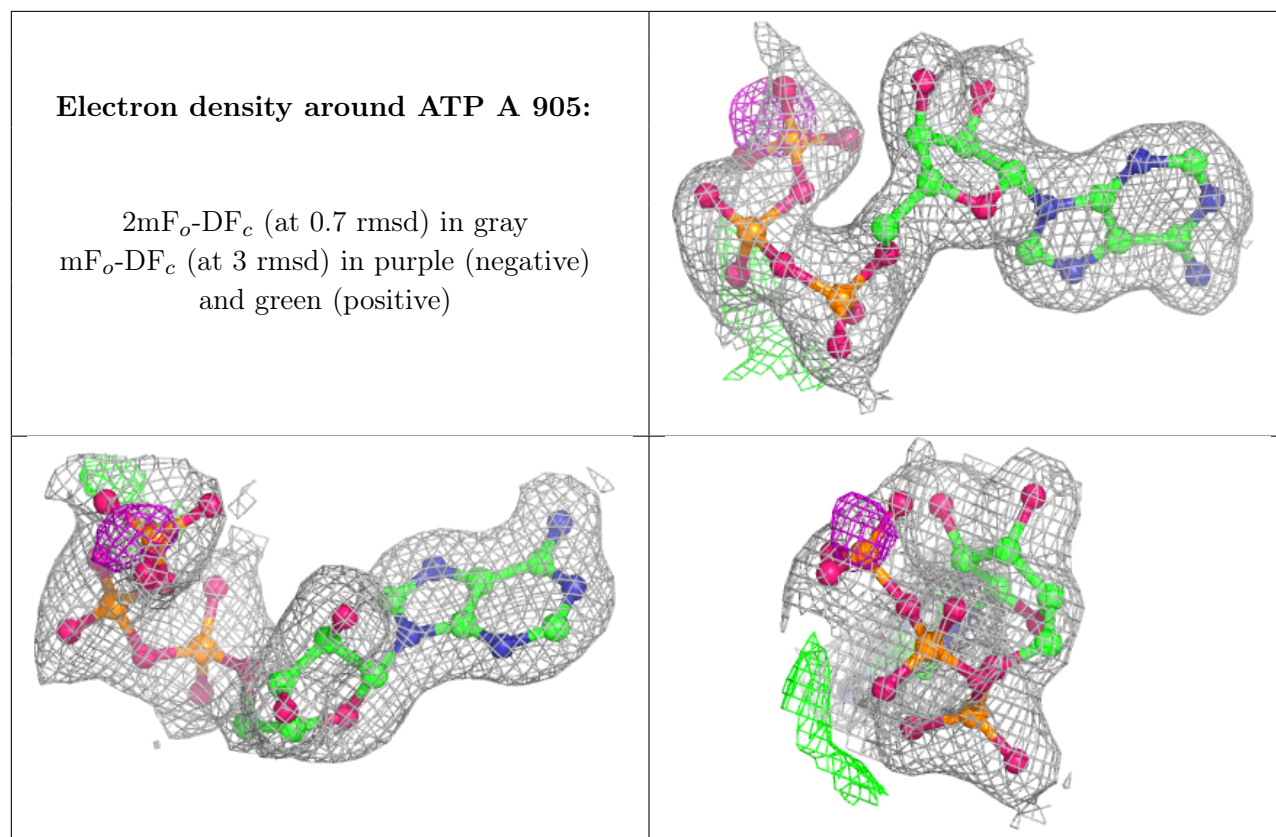 Electron density around ATP A 905:
2mFo-DFc (at 0.7 rmsd) in gray
mFo-DFc (at 3 rmsd) in purple (negative)
and green (positive)